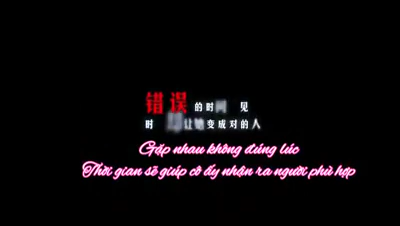 错误的时 见
时 让 变成对的人
Gặp nhau không đúng lúc
Thời gian sẽ giúp cô ấy nhận ra người phù hợp